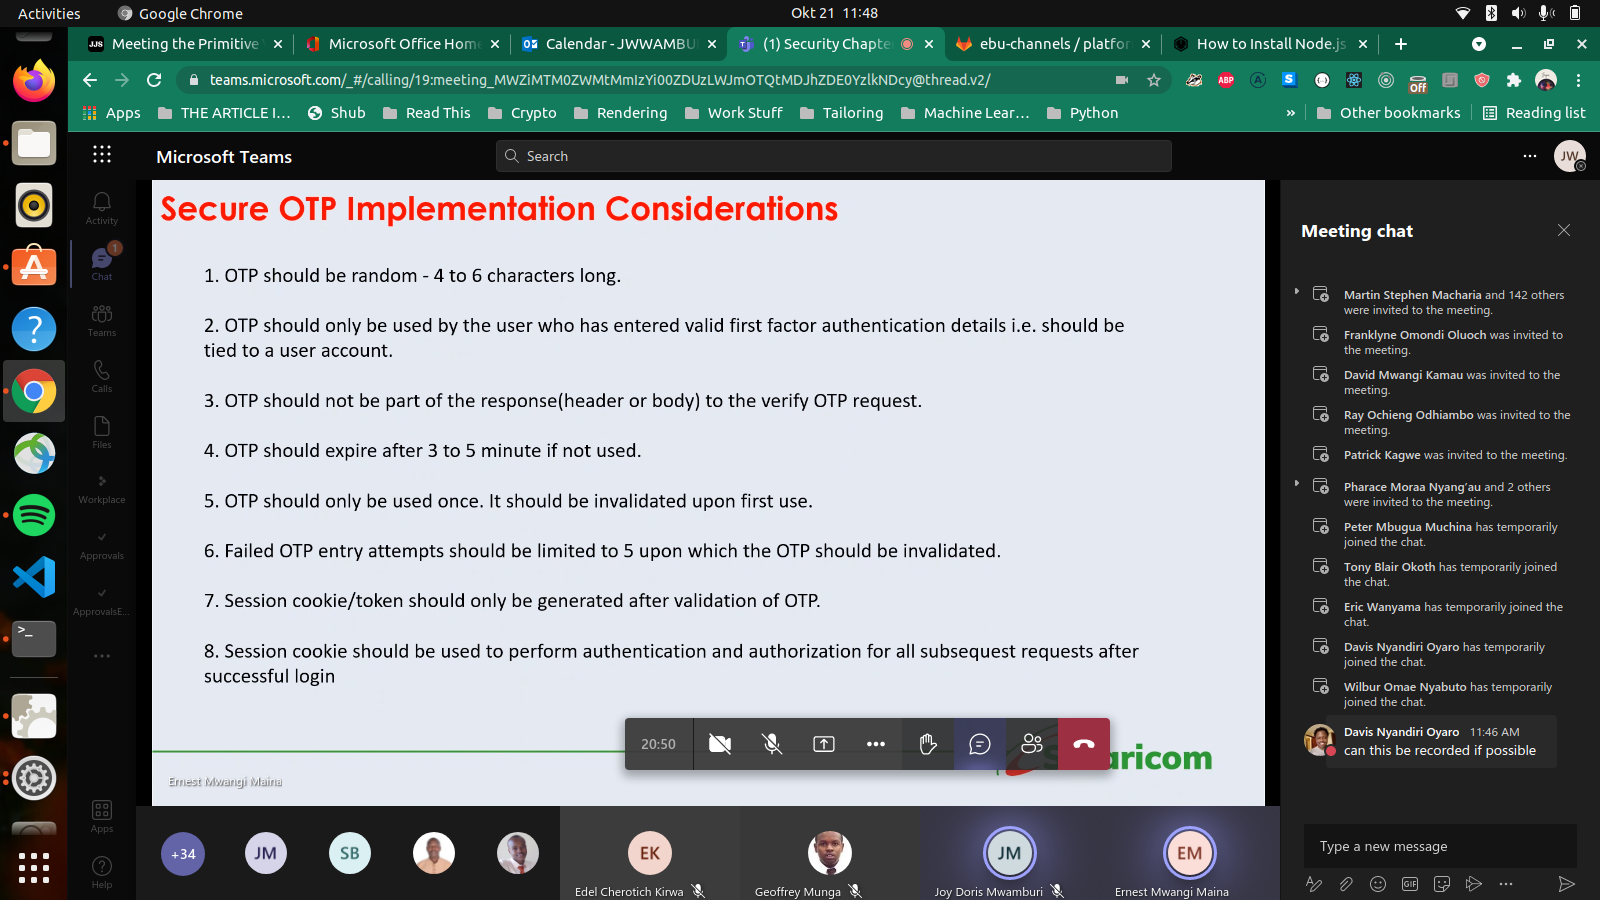 Activities
Google Chrome
Okt 21 11:48
Meeting the Primitive
Microsoft Office Home
Calendar - JWWAMBU
(1) Security Chapte
ebu-channels / platfor
How to Install Node.js
teams.microsoft.com/_#/calling/19:meeting_MWZiMTM0ZWMtMmIzYi00ZDUzLWJmOTQtMDJhZDE0YzlkNDcy@thread.v2/
ABP
Off
Apps
THE ARTICLE I...
Shub
Read This
Crypto
Rendering
Work Stuff
Tailoring
Machine Lear...
Python
»
Other bookmarks
Reading list
Microsoft Teams
Search
JW
Activity
1
Chat
Teams
Calls
Files
Workplace
Approvals
ApprovalsE...
Apps
Help
Secure OTP Implementation Considerations
1. OTP should be random - 4 to 6 characters long.
2. OTP should only be used by the user who has entered valid first factor authentication details i.e. should be
tied to a user account.
3. OTP should not be part of the response(header or body) to the verify OTP request.
4. OTP should expire after 3 to 5 minute if not used.
5. OTP should only be used once. It should be invalidated upon first use.
6. Failed OTP entry attempts should be limited to 5 upon which the OTP should be invalidated.
7. Session cookie/token should only be generated after validation of OTP.
8. Session cookie should be used to perform authentication and authorization for all subsequest requests after
successful login
20:50
aricom
Ernest Mwangi Maina
+34
JM
SB
EK
Edel Cherotich Kirwa
Geoffrey Munga
JM
Joy Doris Mwamburi
EM
Ernest Mwangi Maina
Meeting chat
Martin Stephen Macharia and 142 others
were invited to the meeting.
Franklyne Omondi Oluoch was invited to
the meeting.
David Mwangi Kamau was invited to the
meeting.
Ray Ochieng Odhiambo was invited to the
meeting.
Patrick Kagwe was invited to the meeting.
Pharace Moraa Nyang'au and 2 others
were invited to the meeting.
Peter Mbugua Muchina has temporarily
joined the chat.
Tony Blair Okoth has temporarily joined
the chat.
Eric Wanyama has temporarily joined the
chat.
Davis Nyandiri Oyaro has temporarily
joined the chat.
Wilbur Omae Nyabuto has temporarily
joined the chat.
Davis Nyandiri Oyaro 11:46 AM
can this be recorded if possible
Type a new message
GIF